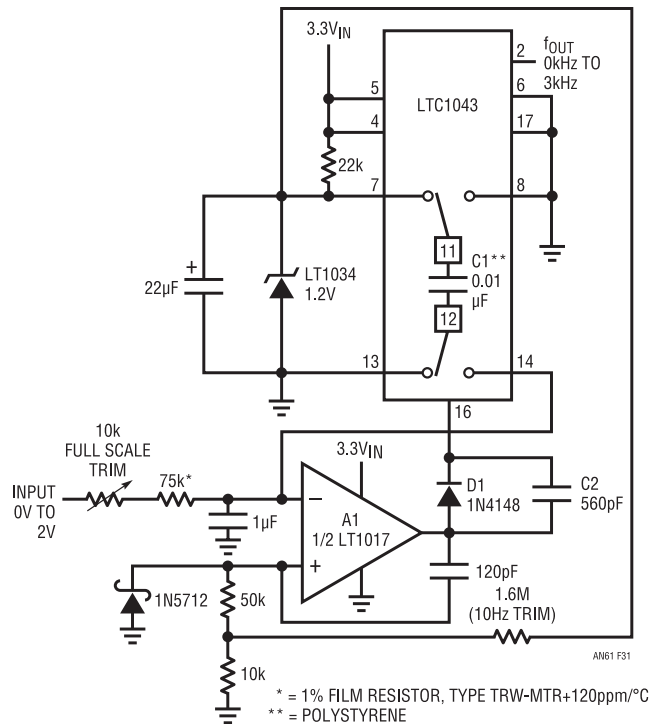 3.3VIN
2
fOUT
0kHz TO
3kHz
5
LTC1043
6
4
17
22k
7
8
11
C1**
0.01
µF
+
22µF
LT1034
1.2V
12
13
14
16
10k
FULL SCALE
TRIM
75k*
3.3VIN
INPUT
0V TO
2V
−
D1
1N4148
C2
560pF
1µF
A1
1/2 LT1017
+
120pF
1N5712
50k
1.6M
(10Hz TRIM)
10k
AN61 F31
* = 1% FILM RESISTOR, TYPE TRW-MTR+120ppm/°C
** = POLYSTYRENE